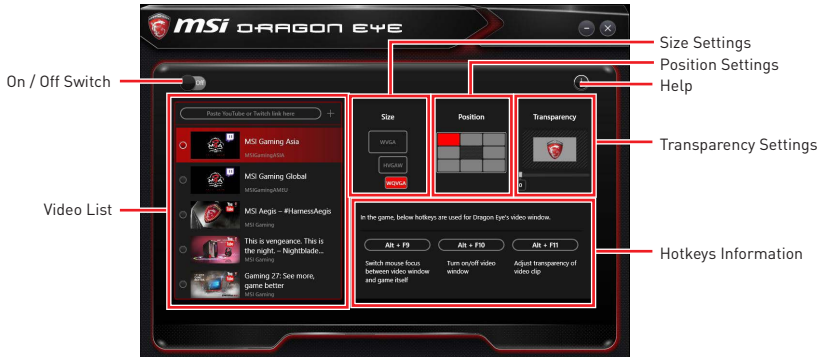 msi DRAGON EYE
Size Settings
Position Settings
Help
On / Off Switch
Off
Paste YouTube or Twitch link here
Size
Position
Transparency
WVGA
HVGAW
WQVGA
0
Transparency Settings
MSI Gaming Asia
MSIGamingASIA
MSI Gaming Global
MSIGamingAMEU
Video List
MSI Aegis – #HarnessAegis
MSI Gaming
This is vengeance. This is
the night. – Nightblade...
MSI Gaming
Gaming 27: See more,
game better
MSI Gaming
In the game, below hotkeys are used for Dragon Eye's video window.
Alt + F9
Alt + F10
Alt + F11
Switch mouse focus
between video window
and game itself
Turn on/off video
window
Adjust transparency of
video clip
Hotkeys Information